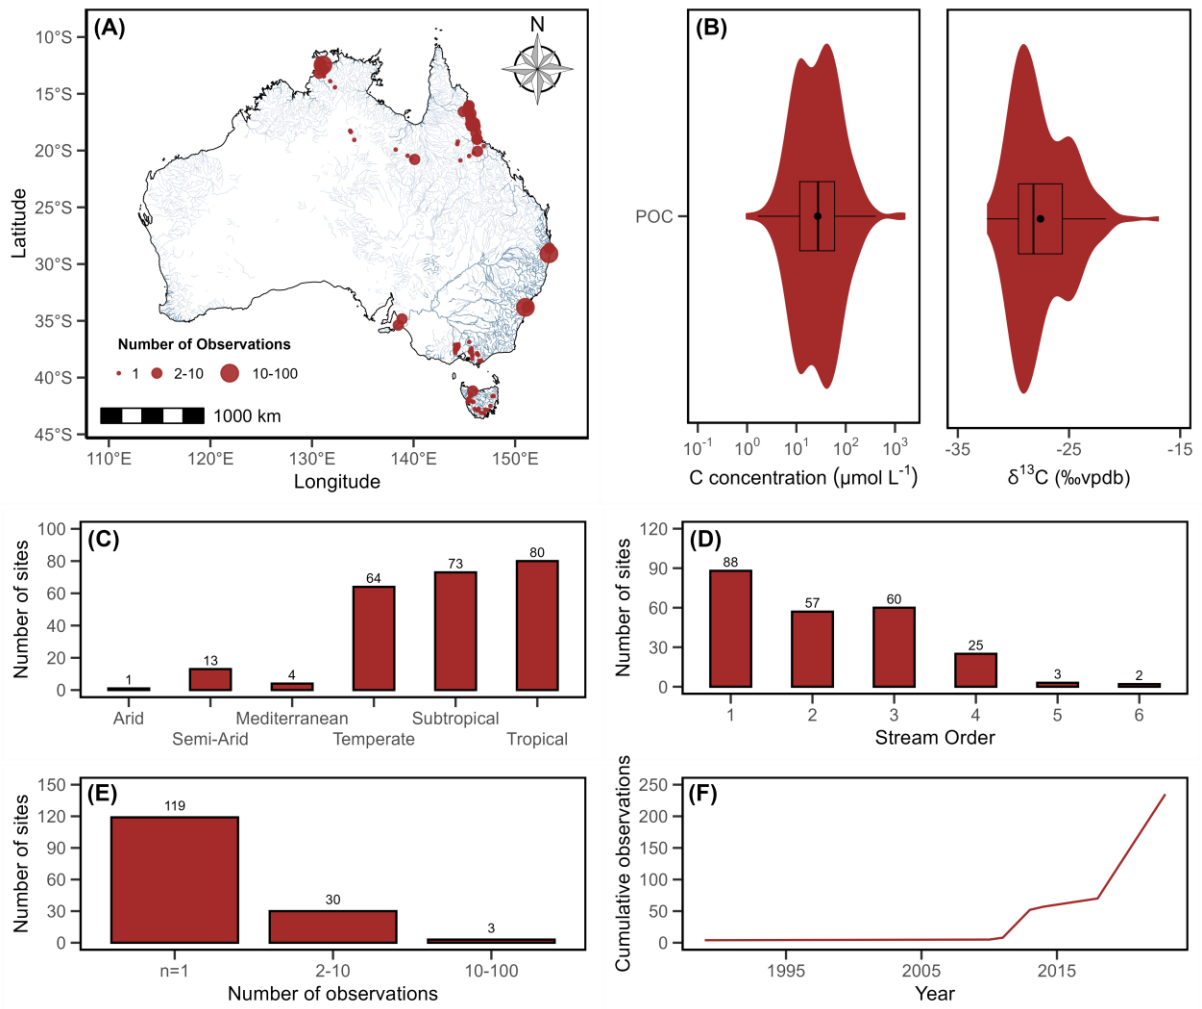 (A)
N
10°S
15°S
20°S
25°S
30°S
35°S
40°S
45°S
Latitude
Number of Observations
1 2-10 10-100
1000 km
110°E 120°E 130°E 140°E 150°E
Longitude
(B)
POC
10⁻¹ 10⁰ 10¹ 10² 10³
C concentration (µmol L⁻¹)
-35 -25 -15
δ¹³C (‰vpdb)
(C)
Number of sites
100
80
60
40
20
0
1 13 4 64 73 80
Arid Mediterranean Subtropical
Semi-Arid Temperate Tropical
(D)
Number of sites
120
90
60
30
0
88 57 60 25 3 2
1 2 3 4 5 6
Stream Order
(E)
Number of sites
150
120
90
60
30
0
119 30 3
n=1 2-10 10-100
Number of observations
(F)
Cumulative observations
250
200
150
100
50
0
1995 2005 2015
Year